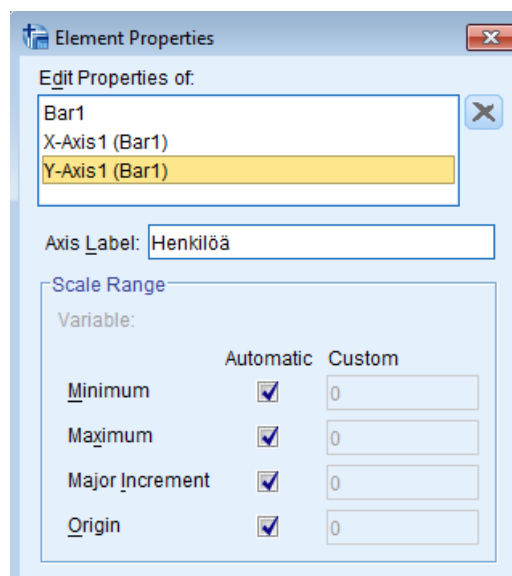 Element Properties
Edit Properties of:
Bar1
X-Axis1 (Bar1)
Y-Axis1 (Bar1)
Axis Label: Henkilöä
Scale Range
Variable:
Automatic Custom
Minimum 0
Maximum 0
Major Increment 0
Origin 0